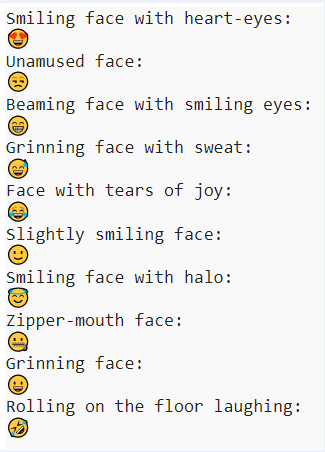 Smiling face with heart-eyes:
😍
Unamused face:
😒
Beaming face with smiling eyes:
😁
Grinning face with sweat:
😅
Face with tears of joy:
😂
Slightly smiling face:
🙂
Smiling face with halo:
😇
Zipper-mouth face:
🤐
Grinning face:
😀
Rolling on the floor laughing:
🤣